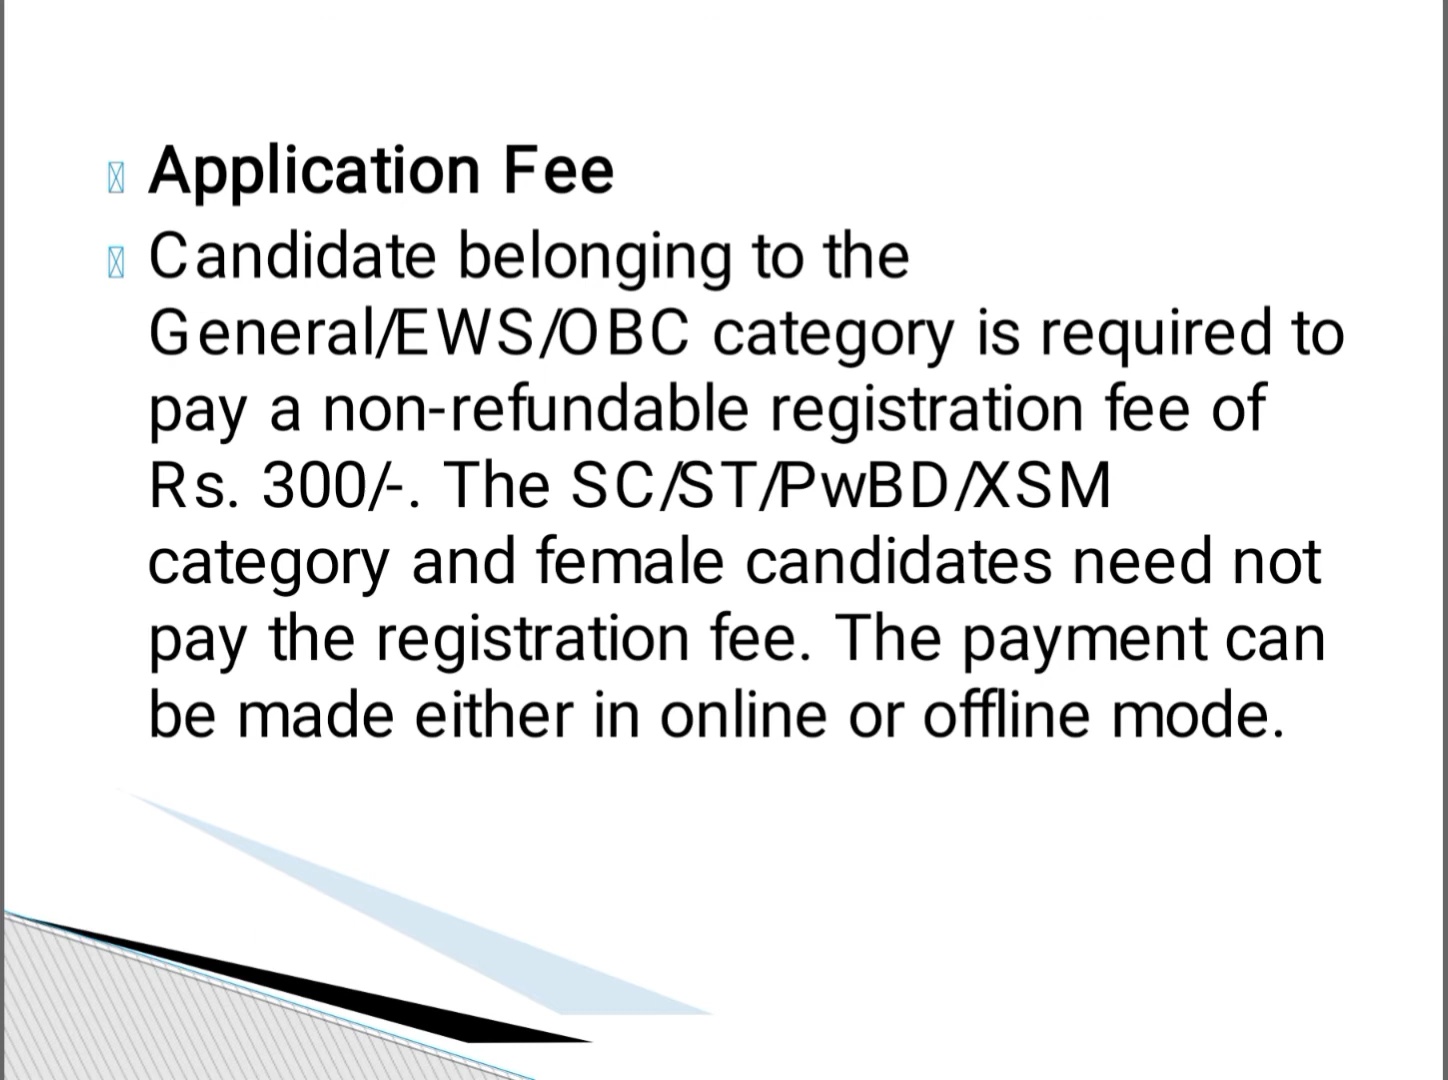 Application Fee
Candidate belonging to the
General/EWS/OBC category is required to
pay a non-refundable registration fee of
Rs. 300/-. The SC/ST/PwBD/XSM
category and female candidates need not
pay the registration fee. The payment can
be made either in online or offline mode.